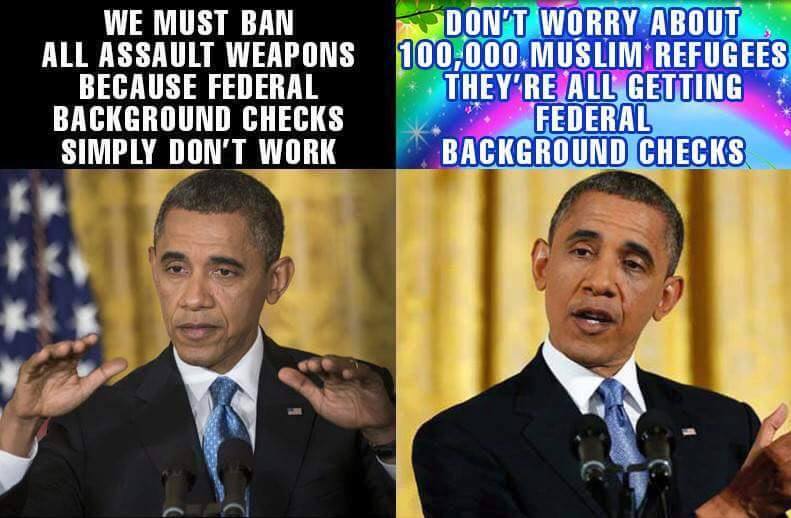 WE MUST BAN
ALL ASSAULT WEAPONS
BECAUSE FEDERAL
BACKGROUND CHECKS
SIMPLY DON'T WORK
DON'T WORRY ABOUT
100,000 MUSLIM REFUGEES
THEY'RE ALL GETTING
FEDERAL
BACKGROUND CHECKS